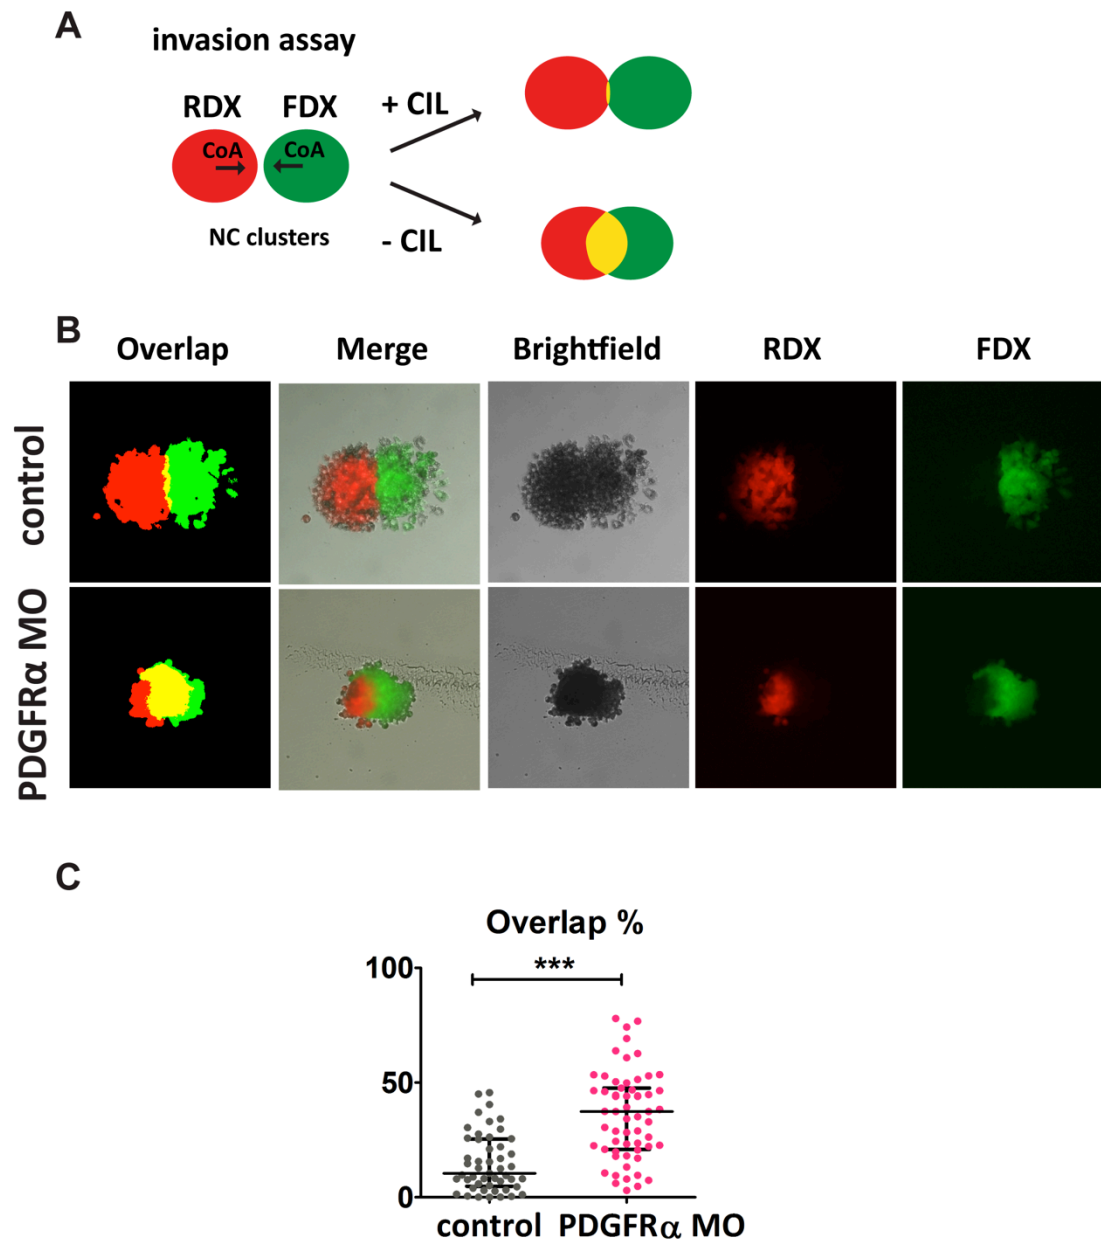 A
invasion assay
RDX FDX
CoA CoA
NC clusters
+ CIL
- CIL
B
Overlap Merge Brightfield RDX FDX
control
PDGFRα MO
C
Overlap %
***
100
50
0
control PDGFRα MO